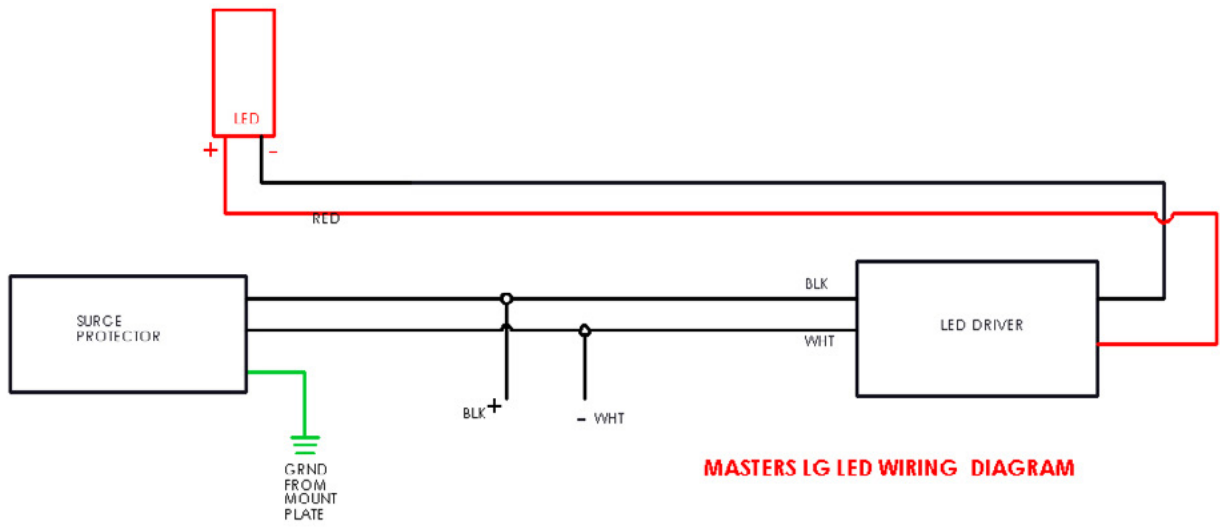 LED
+ -
RED
BLK
SURGE
PROTECTOR
LED DRIVER
WHT
BLK +
- WHT
GRND
FROM
MOUNT
PLATE
MASTERS LG LED WIRING DIAGRAM